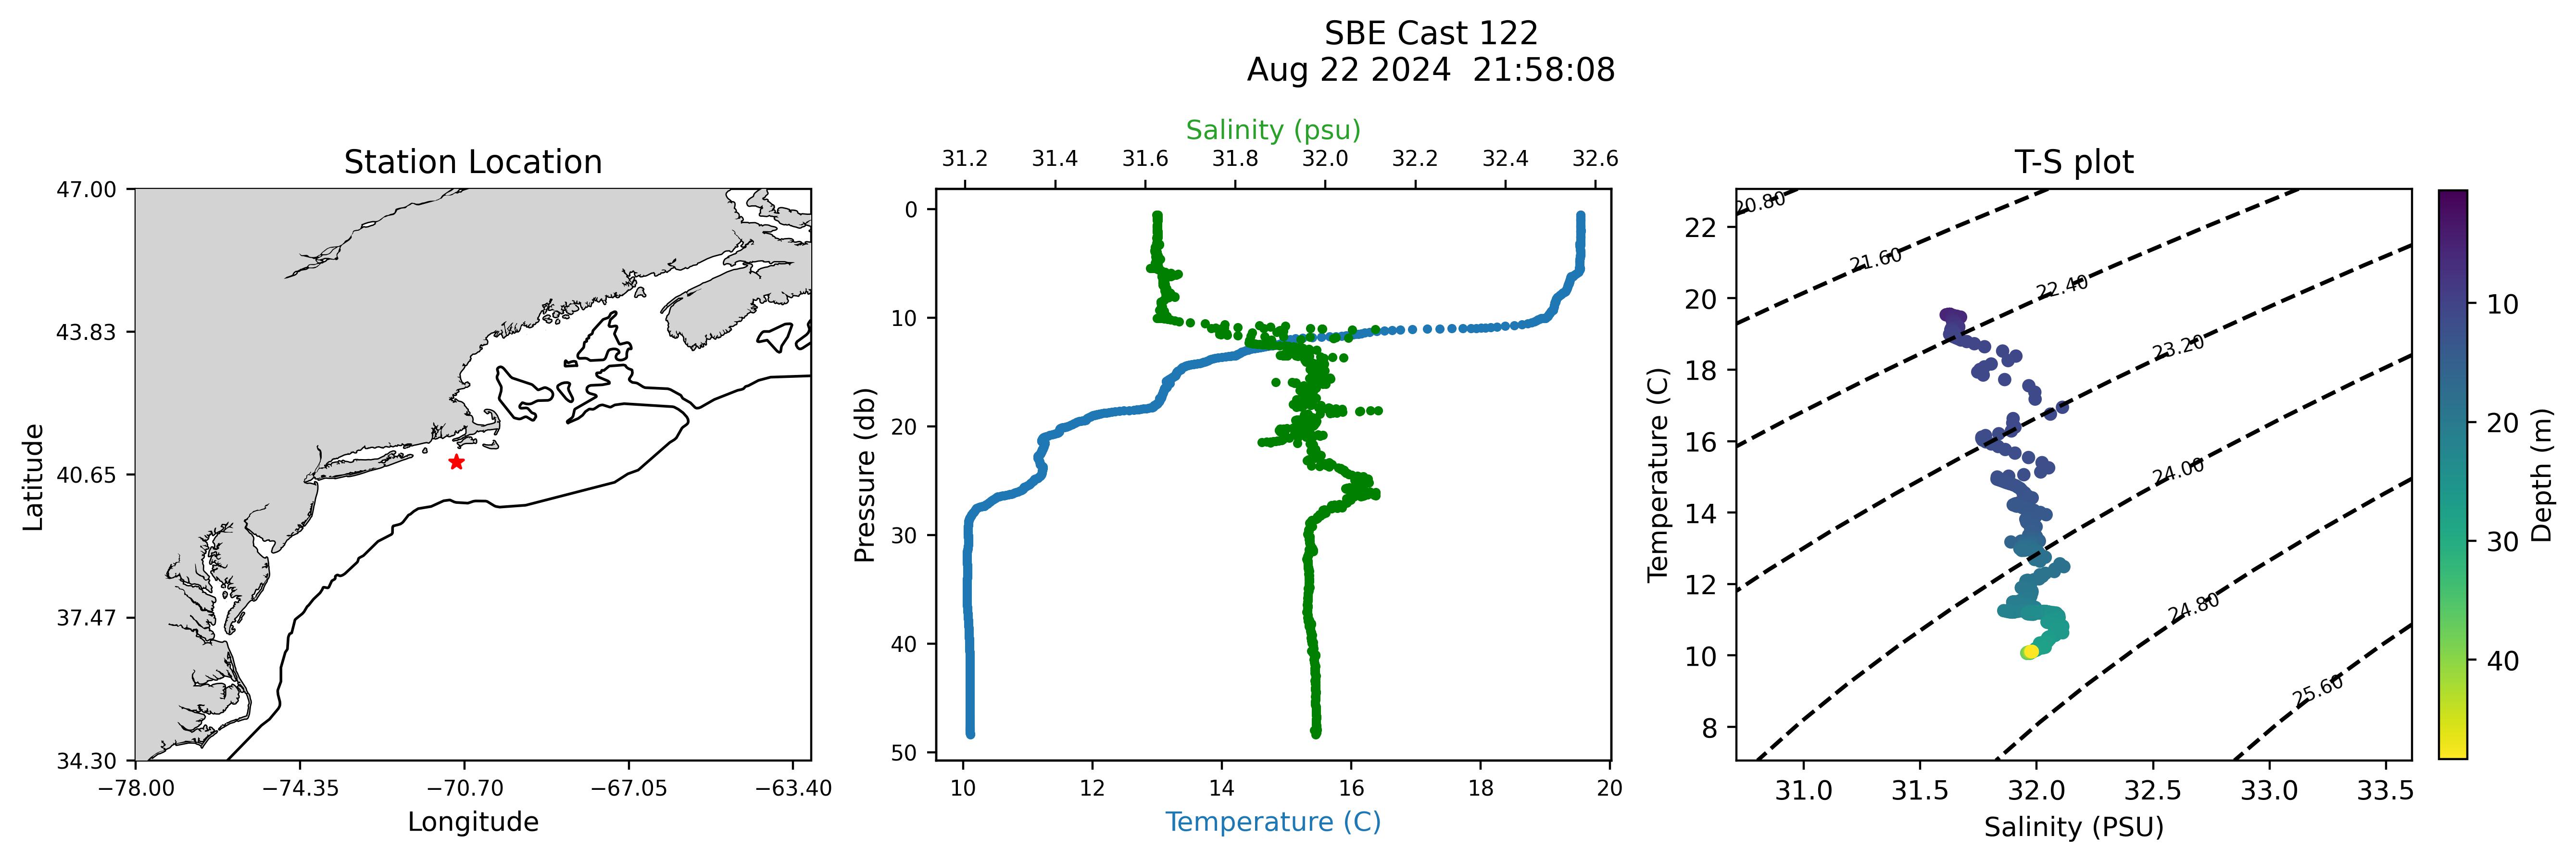 SBE Cast 122
Aug 22 2024  21:58:08
Station Location
47.00
43.83
40.65
37.47
34.30
−78.00 −74.35 −70.70 −67.05 −63.40
Latitude
Longitude
Salinity (psu)
31.2 31.4 31.6 31.8 32.0 32.2 32.4 32.6
0
10
20
30
40
50
Pressure (db)
10 12 14 16 18 20
Temperature (C)
T-S plot
22
20
18
16
14
12
10
8
Temperature (C)
20.80
21.60
22.40
23.20
24.00
24.80
25.60
31.0 31.5 32.0 32.5 33.0 33.5
Salinity (PSU)
10
20
30
40
Depth (m)